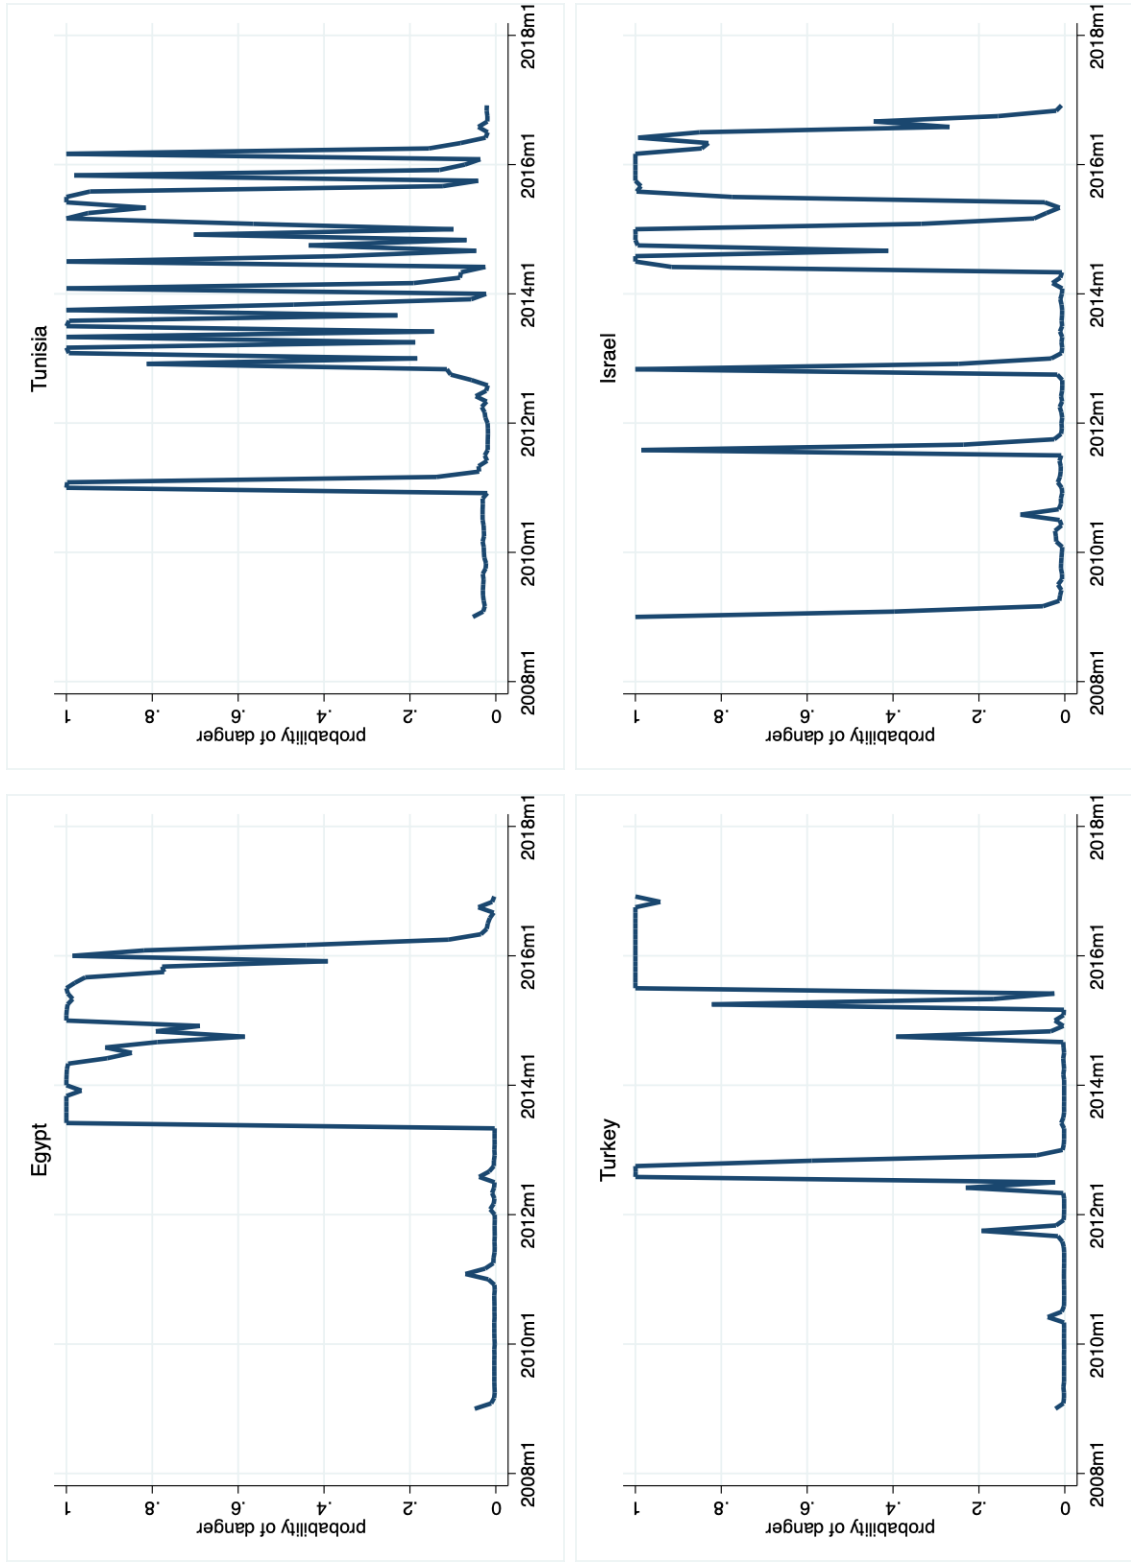 Egypt
probability of danger
1
.8
.6
.4
.2
0
2008m1
2010m1
2012m1
2014m1
2016m1
2018m1
Tunisia
probability of danger
1
.8
.6
.4
.2
0
2008m1
2010m1
2012m1
2014m1
2016m1
2018m1
Turkey
probability of danger
1
.8
.6
.4
.2
0
2008m1
2010m1
2012m1
2014m1
2016m1
2018m1
Israel
probability of danger
1
.8
.6
.4
.2
0
2008m1
2010m1
2012m1
2014m1
2016m1
2018m1